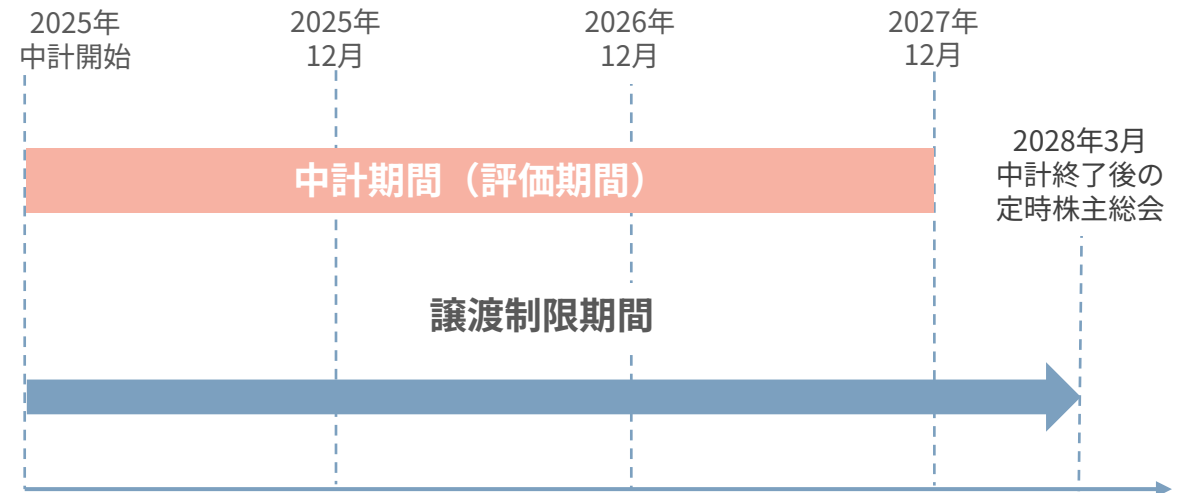 2025年
中計開始
2025年
12月
2026年
12月
2027年
12月
2028年3月
中計終了後の
定時株主総会
中計期間（評価期間）
譲渡制限期間